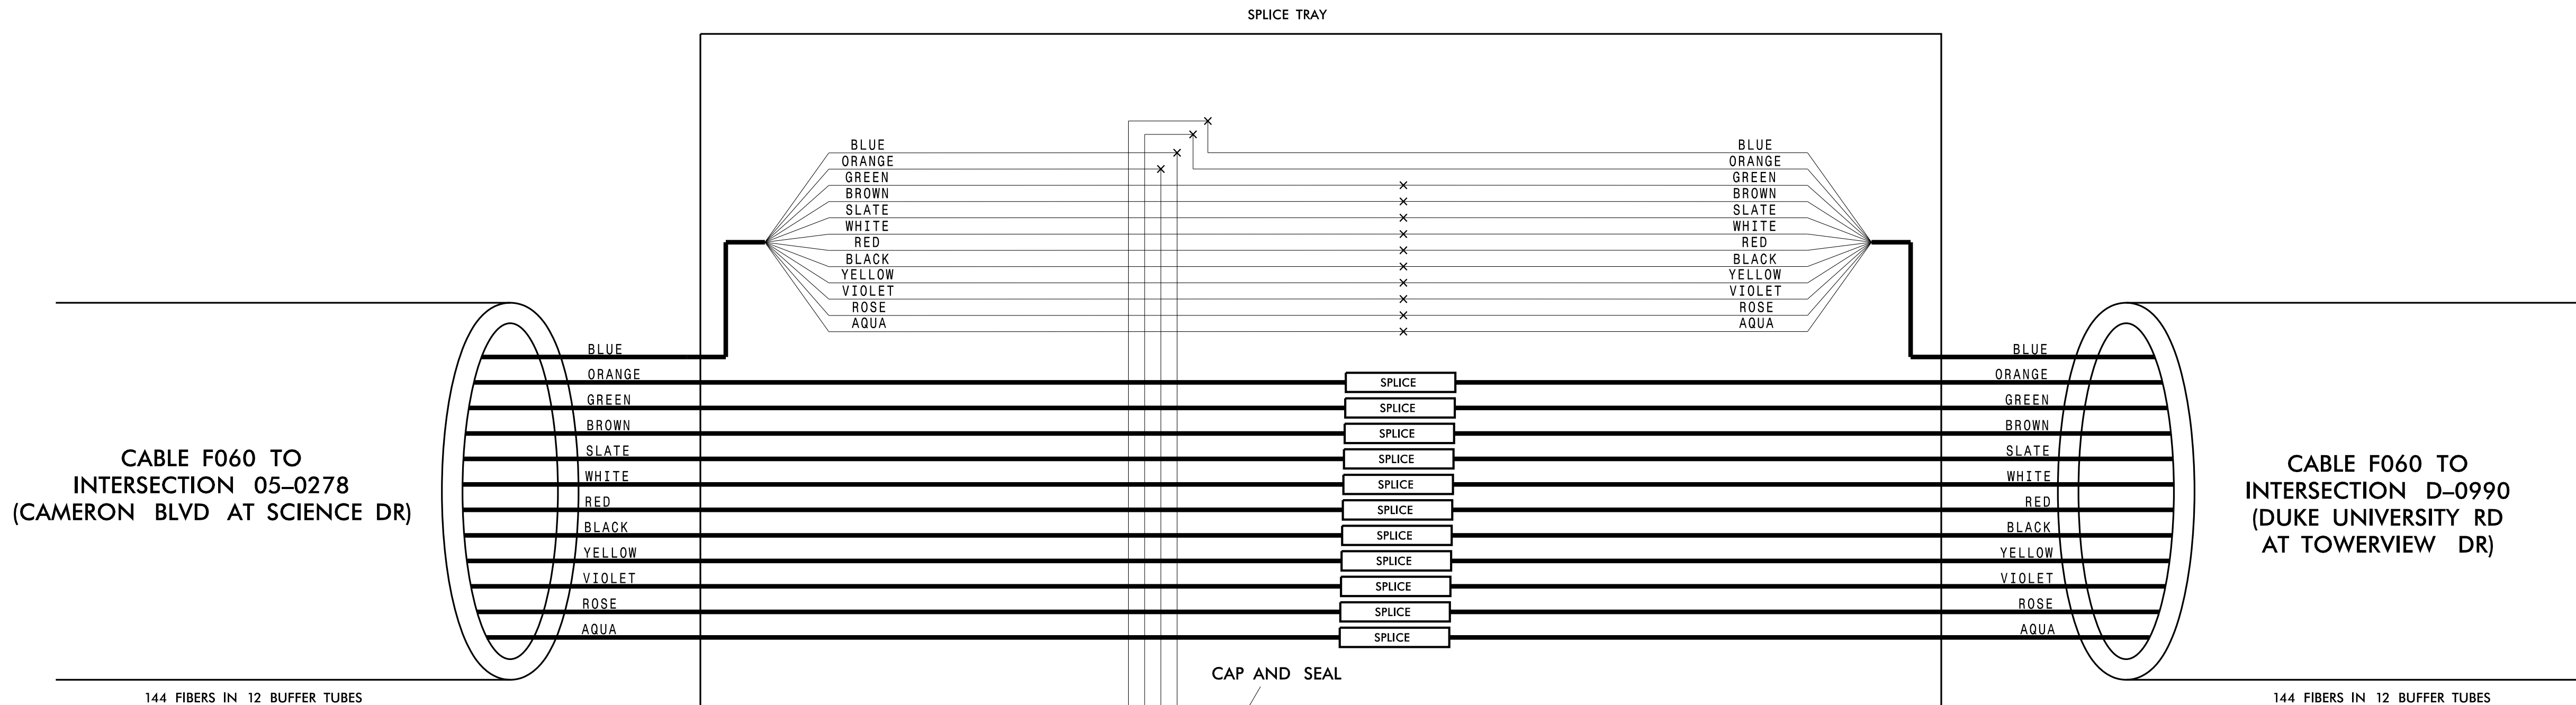 SPLICE TRAY
BLUE BLUE
ORANGE ORANGE
GREEN GREEN
BROWN BROWN
SLATE SLATE
WHITE WHITE
RED RED
BLACK BLACK
YELLOW YELLOW
VIOLET VIOLET
ROSE ROSE
AQUA AQUA
BLUE BLUE
ORANGE SPLICE ORANGE
GREEN SPLICE GREEN
BROWN SPLICE BROWN
SLATE SPLICE SLATE
WHITE SPLICE WHITE
RED SPLICE RED
BLACK SPLICE BLACK
YELLOW SPLICE YELLOW
VIOLET SPLICE VIOLET
ROSE SPLICE ROSE
AQUA SPLICE AQUA
CABLE F060 TO
INTERSECTION 05–0278
(CAMERON BLVD AT SCIENCE DR)
CABLE F060 TO
INTERSECTION D–0990
(DUKE UNIVERSITY RD
AT TOWERVIEW DR)
CAP AND SEAL
144 FIBERS IN 12 BUFFER TUBES
144 FIBERS IN 12 BUFFER TUBES